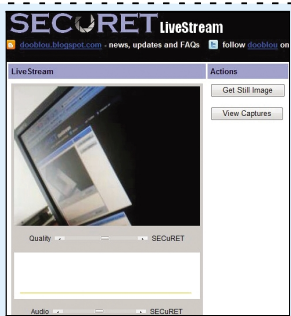 SECURET LiveStream
dooblou.blogspot.com - news, updates and FAQs follow dooblou on
LiveStream Actions
Get Still Image
View Captures
Quality SECuRET
Audio SECuRET